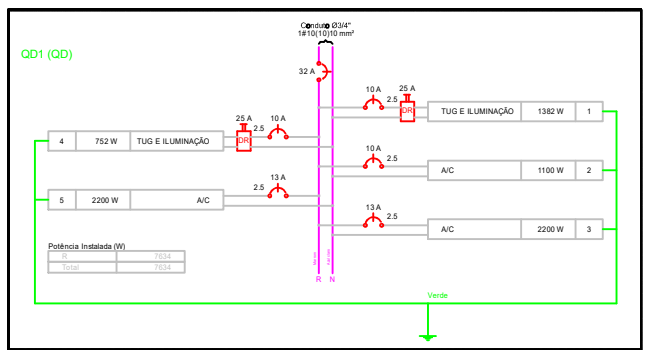 Conduto Ø3/4"
1#10(10)10 mm²
QD1 (QD)
32 A
10 A
25 A
2.5
DR
TUG E ILUMINAÇÃO 1382 W 1
25 A
10 A
2.5
DR
4 752 W TUG E ILUMINAÇÃO
10 A
2.5
A/C 1100 W 2
13 A
2.5
5 2200 W A/C
13 A
2.5
A/C 2200 W 3
Potência Instalada (W)
R 7634
Total 7634
R N
Verde